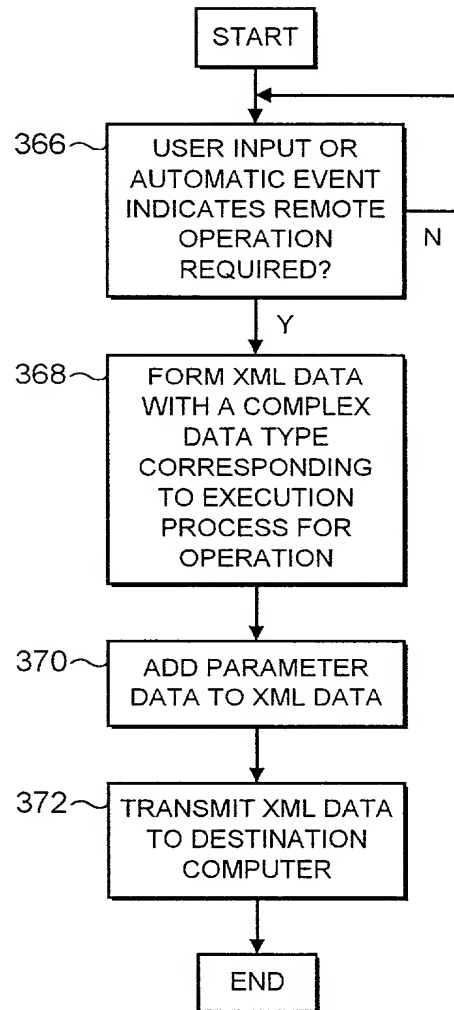 START
366
USER INPUT OR
AUTOMATIC EVENT
INDICATES REMOTE
OPERATION
REQUIRED?
N
Y
368
FORM XML DATA
WITH A COMPLEX
DATA TYPE
CORRESPONDING
TO EXECUTION
PROCESS FOR
OPERATION
370
ADD PARAMETER
DATA TO XML DATA
372
TRANSMIT XML DATA
TO DESTINATION
COMPUTER
END